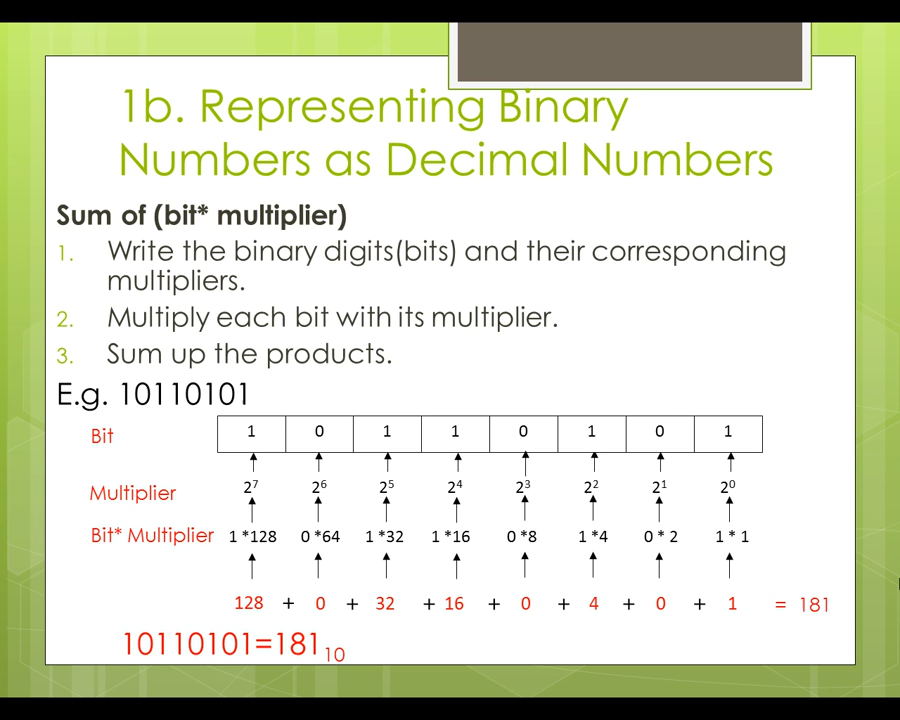 1b. Representing Binary
Numbers as Decimal Numbers
Sum of (bit* multiplier)
1. Write the binary digits(bits) and their corresponding
multipliers.
2. Multiply each bit with its multiplier.
3. Sum up the products.
E.g. 10110101
Bit 1 0 1 1 0 1 0 1
Multiplier 2⁷ 2⁶ 2⁵ 2⁴ 2³ 2² 2¹ 2⁰
Bit* Multiplier 1 *128 0 *64 1 *32 1 *16 0 *8 1 *4 0 * 2 1 * 1
128 + 0 + 32 + 16 + 0 + 4 + 0 + 1 = 181
10110101=181₁₀